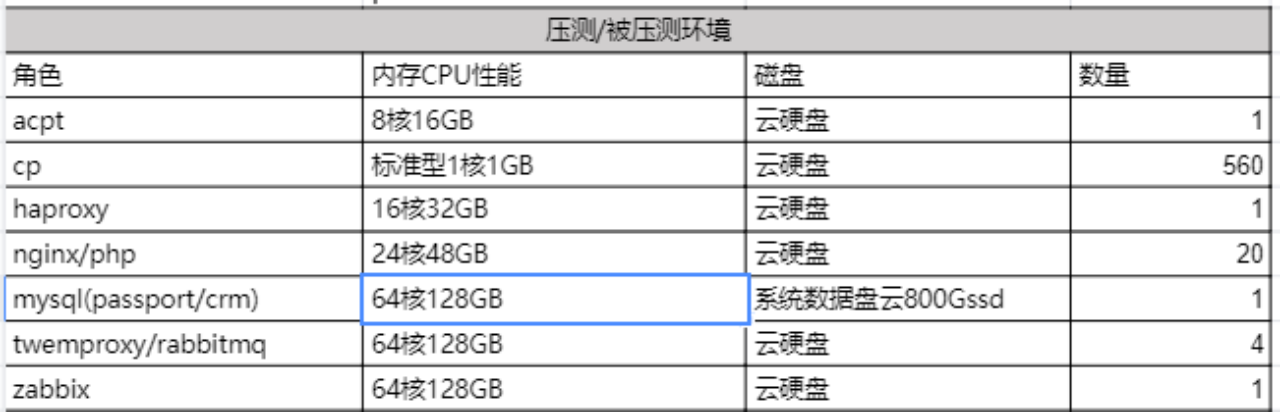 压测/被压测环境
角色 内存CPU性能 磁盘 数量
acpt 8核16GB 云硬盘 1
cp 标准型1核1GB 云硬盘 560
haproxy 16核32GB 云硬盘 1
nginx/php 24核48GB 云硬盘 20
mysql(passport/crm) 64核128GB 系统数据盘云800Gssd 1
twemproxy/rabbitmq 64核128GB 云硬盘 4
zabbix 64核128GB 云硬盘 1